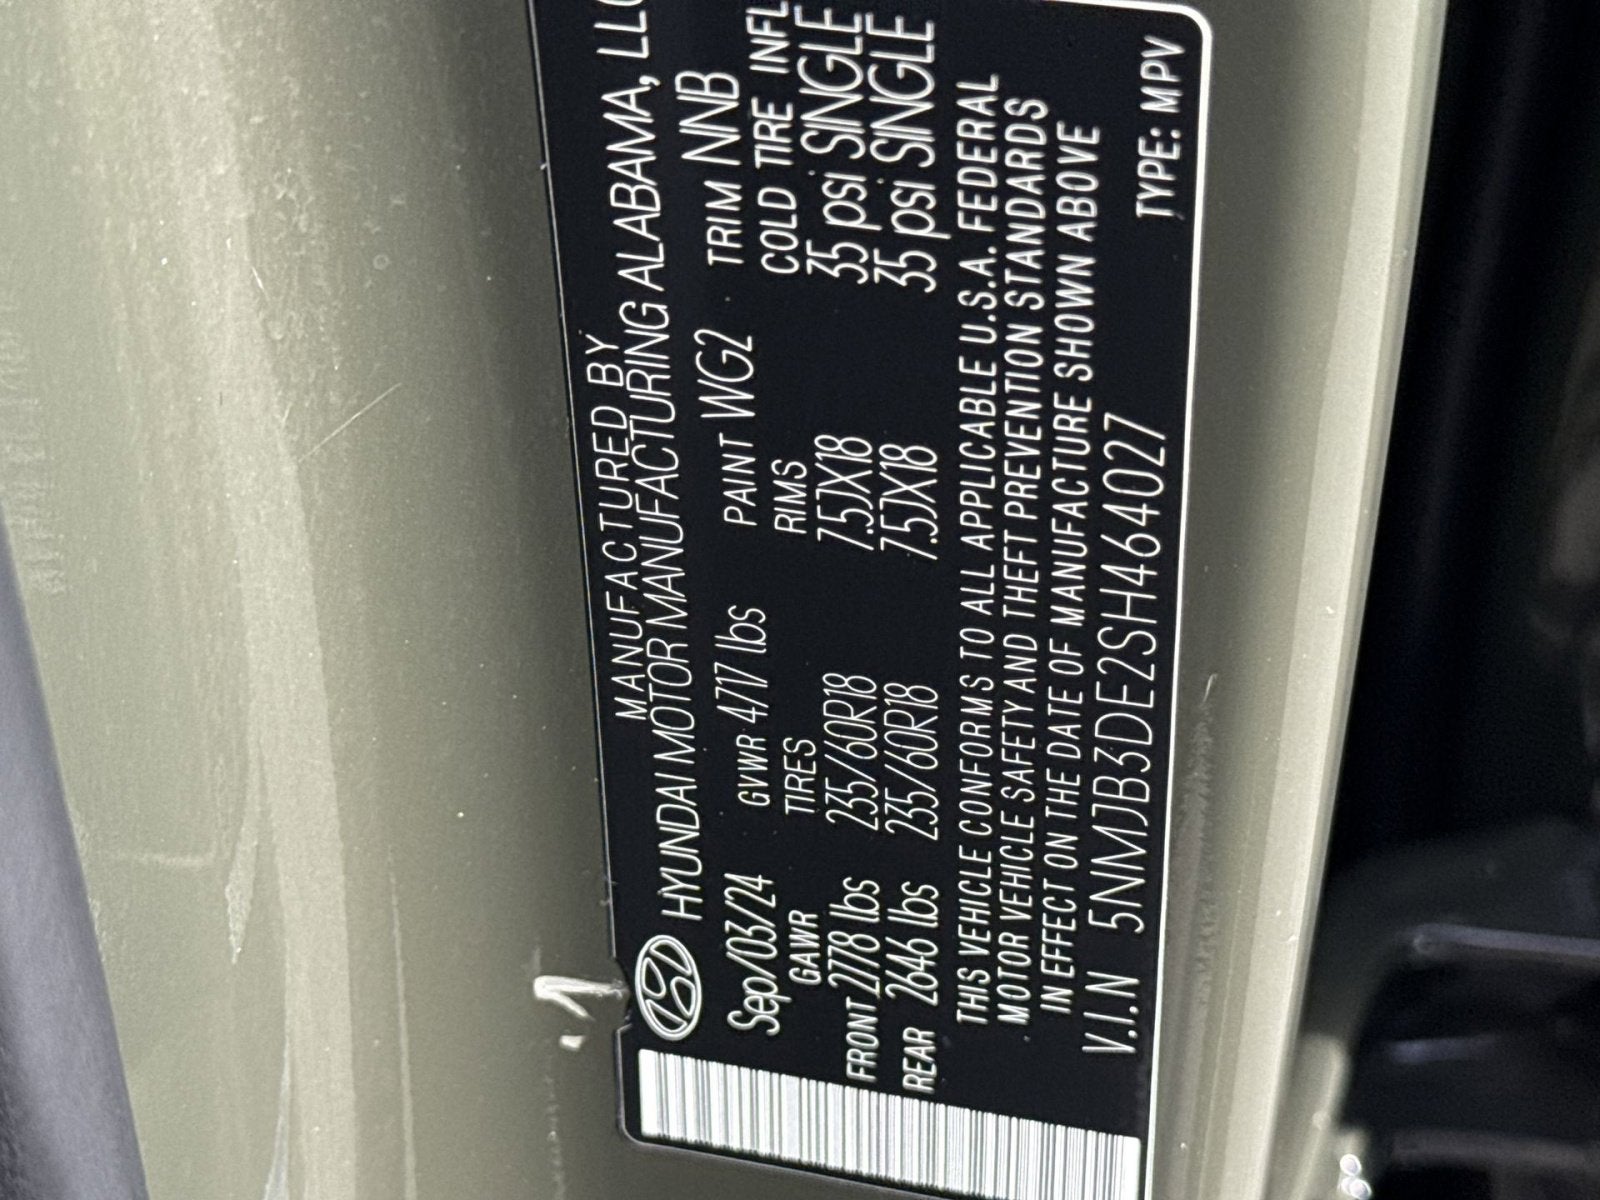 MANUFACTURED BY
HYUNDAI MOTOR MANUFACTURING ALABAMA, LLC
Sep/03/24 GVWR 4717 lbs PAINT WG2 TRIM NNB
GAWR TIRES RIMS COLD TIRE INFL
FRONT 2778 lbs 235/60R18 7.5JX18 35 psi SINGLE
REAR 2646 lbs 235/60R18 7.5JX18 35 psi SINGLE
THIS VEHICLE CONFORMS TO ALL APPLICABLE U.S.A. FEDERAL
MOTOR VEHICLE SAFETY AND THEFT PREVENTION STANDARDS
IN EFFECT ON THE DATE OF MANUFACTURE SHOWN ABOVE
V.I.N 5NMJB3DE2SH464027 TYPE: MPV